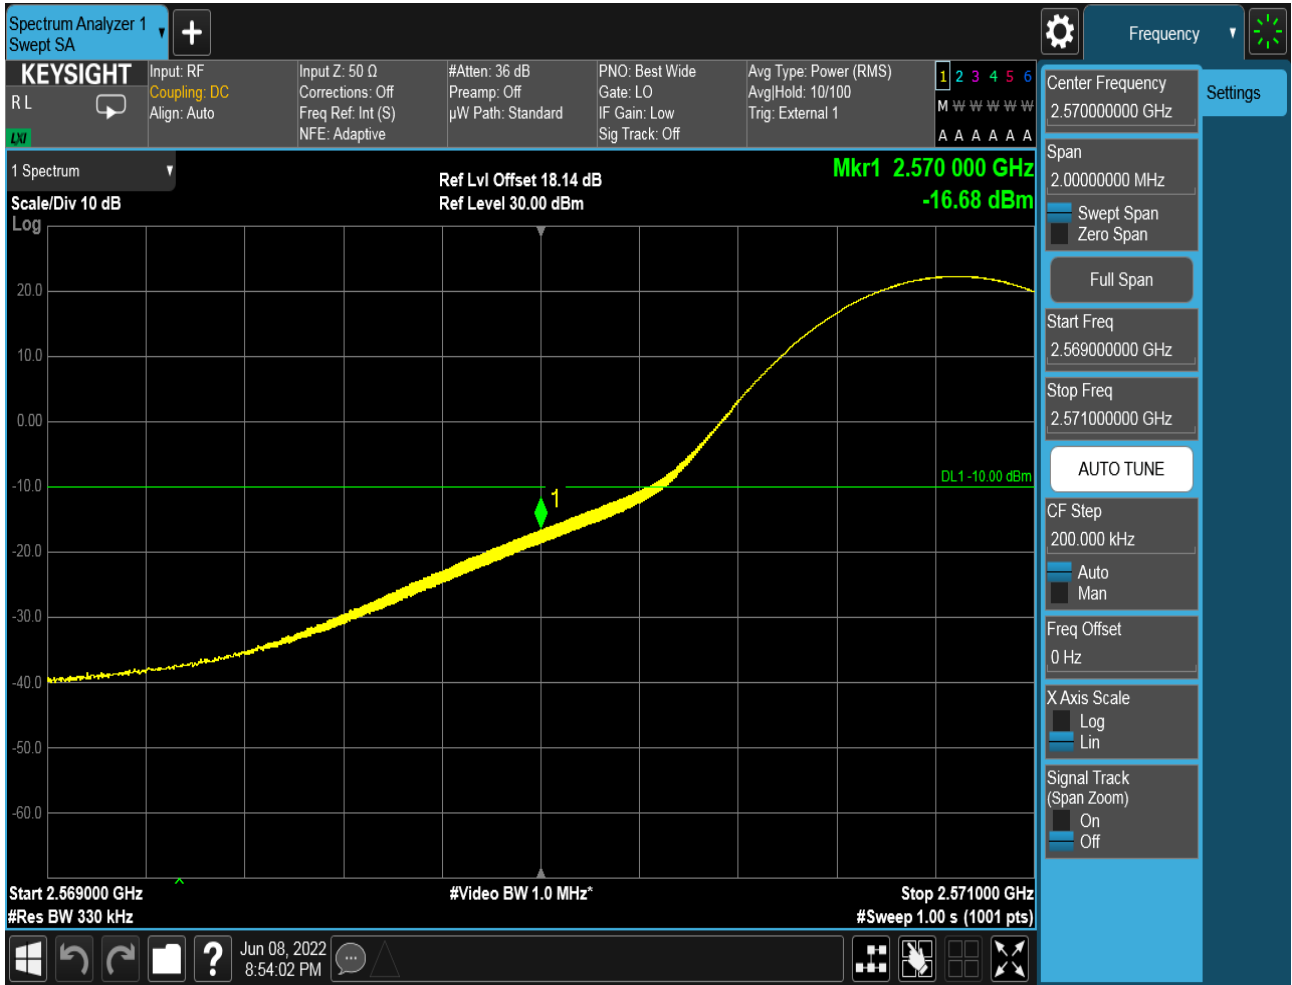 Spectrum Analyzer 1
Swept SA
Frequency
KEYSIGHT
R L
LXI
Input: RF
Coupling: DC
Align: Auto
Input Z: 50 Ω
Corrections: Off
Freq Ref: Int (S)
NFE: Adaptive
#Atten: 36 dB
Preamp: Off
µW Path: Standard
PNO: Best Wide
Gate: LO
IF Gain: Low
Sig Track: Off
Avg Type: Power (RMS)
Avg|Hold: 10/100
Trig: External 1
1 2 3 4 5 6
M W W W W W
A A A A A A
1 Spectrum
Scale/Div 10 dB
Log
Ref Lvl Offset 18.14 dB
Ref Level 30.00 dBm
Mkr1 2.570 000 GHz
-16.68 dBm
20.0
10.0
0.00
-10.0
-20.0
-30.0
-40.0
-50.0
-60.0
DL1 -10.00 dBm
1
Start 2.569000 GHz
#Res BW 330 kHz
#Video BW 1.0 MHz*
Stop 2.571000 GHz
#Sweep 1.00 s (1001 pts)
Center Frequency
2.570000000 GHz
Span
2.00000000 MHz
Swept Span
Zero Span
Full Span
Start Freq
2.569000000 GHz
Stop Freq
2.571000000 GHz
AUTO TUNE
CF Step
200.000 kHz
Auto
Man
Freq Offset
0 Hz
X Axis Scale
Log
Lin
Signal Track
(Span Zoom)
On
Off
Settings
?
Jun 08, 2022
8:54:02 PM